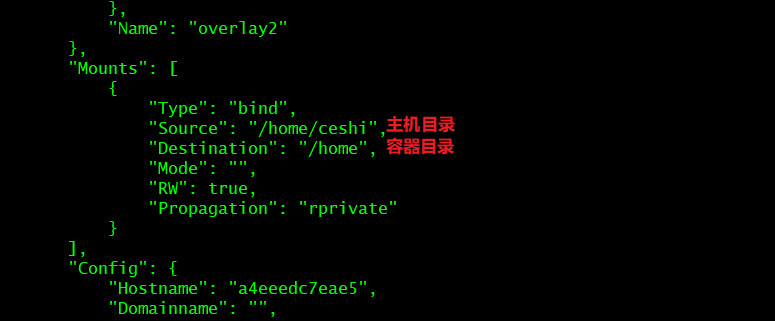 },
"Name": "overlay2"
},
"Mounts": [
{
"Type": "bind",
"Source": "/home/ceshi",主机目录
"Destination": "/home", 容器目录
"Mode": "",
"RW": true,
"Propagation": "rprivate"
}
],
"Config": {
"Hostname": "a4eeedc7eae5",
"Domainname": "",